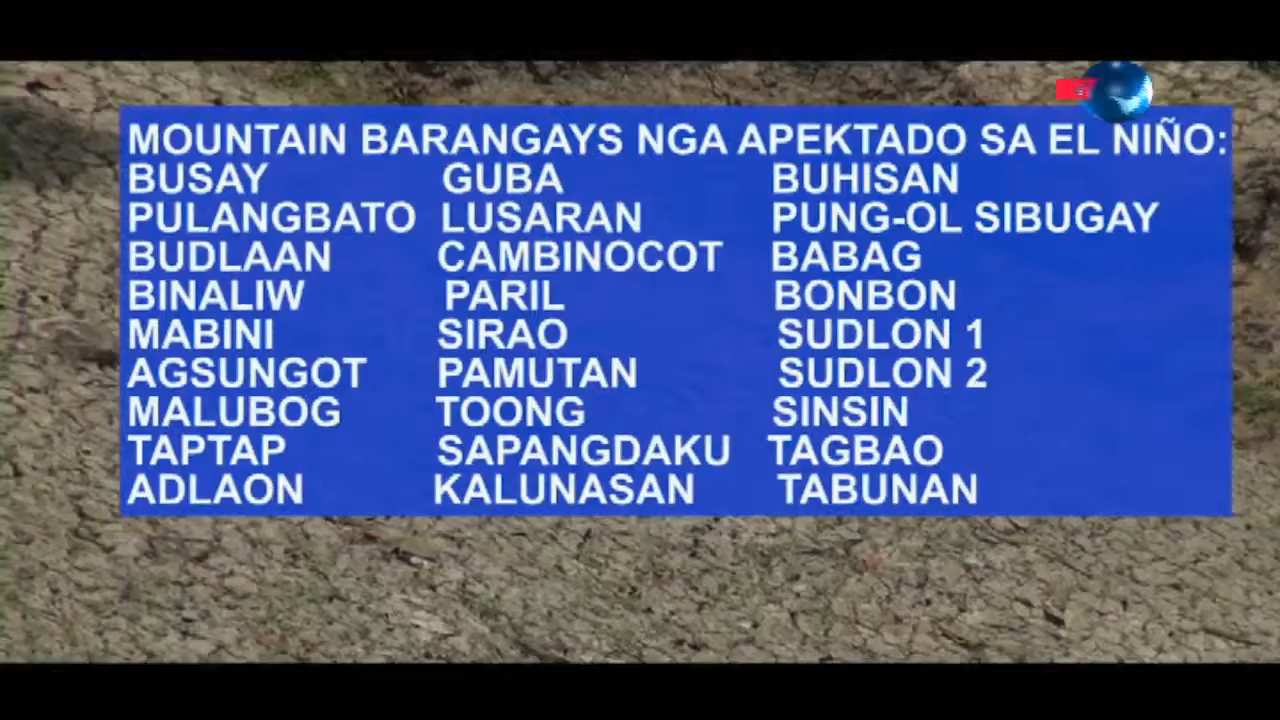 MOUNTAIN BARANGAYS NGA APEKTADO SA EL NIÑO:
BUSAY GUBA BUHISAN
PULANGBATO LUSARAN PUNG-OL SIBUGAY
BUDLAAN CAMBINOCOT BABAG
BINALIW PARIL BONBON
MABINI SIRAO SUDLON 1
AGSUNGOT PAMUTAN SUDLON 2
MALUBOG TOONG SINSIN
TAPTAP SAPANGDAKU TAGBAO
ADLAON KALUNASAN TABUNAN